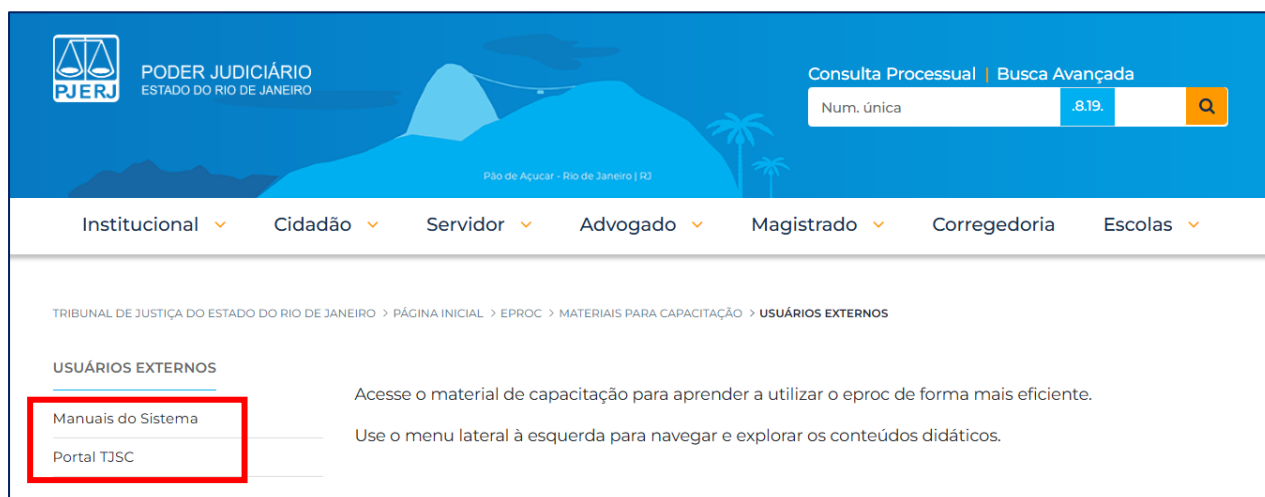 PJERJ
PODER JUDICIÁRIO
ESTADO DO RIO DE JANEIRO
Consulta Processual | Busca Avançada
Num. única .8.19.
Pão de Açucar - Rio de Janeiro | RJ
Institucional Cidadão Servidor Advogado Magistrado Corregedoria Escolas
TRIBUNAL DE JUSTIÇA DO ESTADO DO RIO DE JANEIRO > PÁGINA INICIAL > EPROC > MATERIAIS PARA CAPACITAÇÃO > USUÁRIOS EXTERNOS
USUÁRIOS EXTERNOS
Manuais do Sistema
Portal TJSC
Acesse o material de capacitação para aprender a utilizar o eproc de forma mais eficiente.
Use o menu lateral à esquerda para navegar e explorar os conteúdos didáticos.